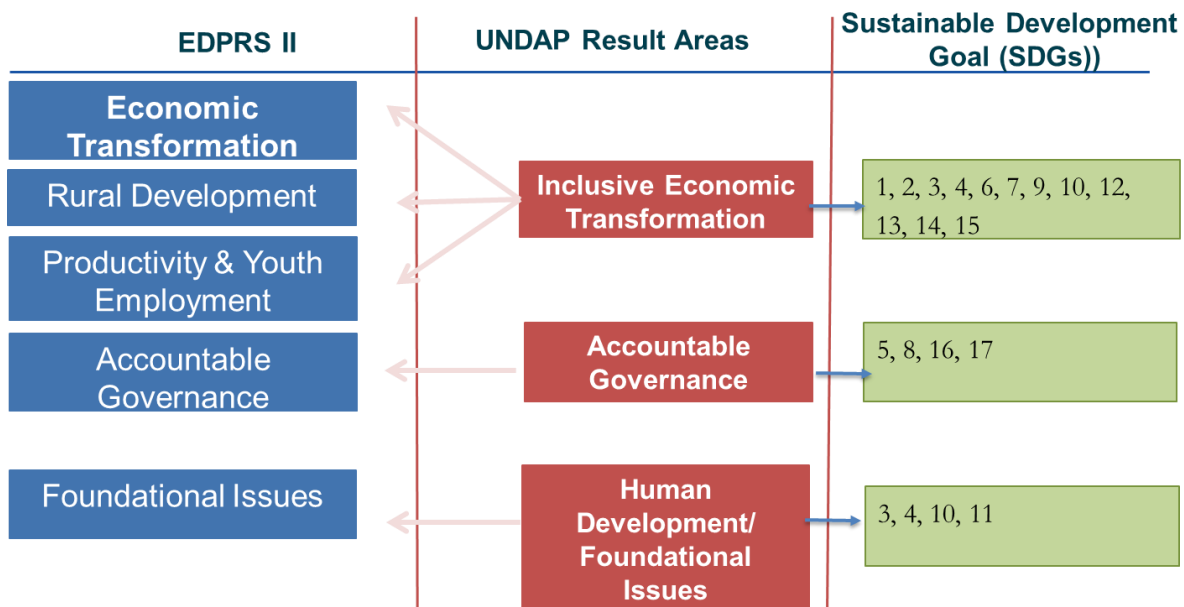 EDPRS II
UNDAP Result Areas
Sustainable Development
Goal (SDGs))
Economic
Transformation
Rural Development
Productivity & Youth
Employment
Accountable
Governance
Foundational Issues
Inclusive Economic
Transformation
Accountable
Governance
Human
Development/
Foundational
Issues
1, 2, 3, 4, 6, 7, 9, 10, 12,
13, 14, 15
5, 8, 16, 17
3, 4, 10, 11